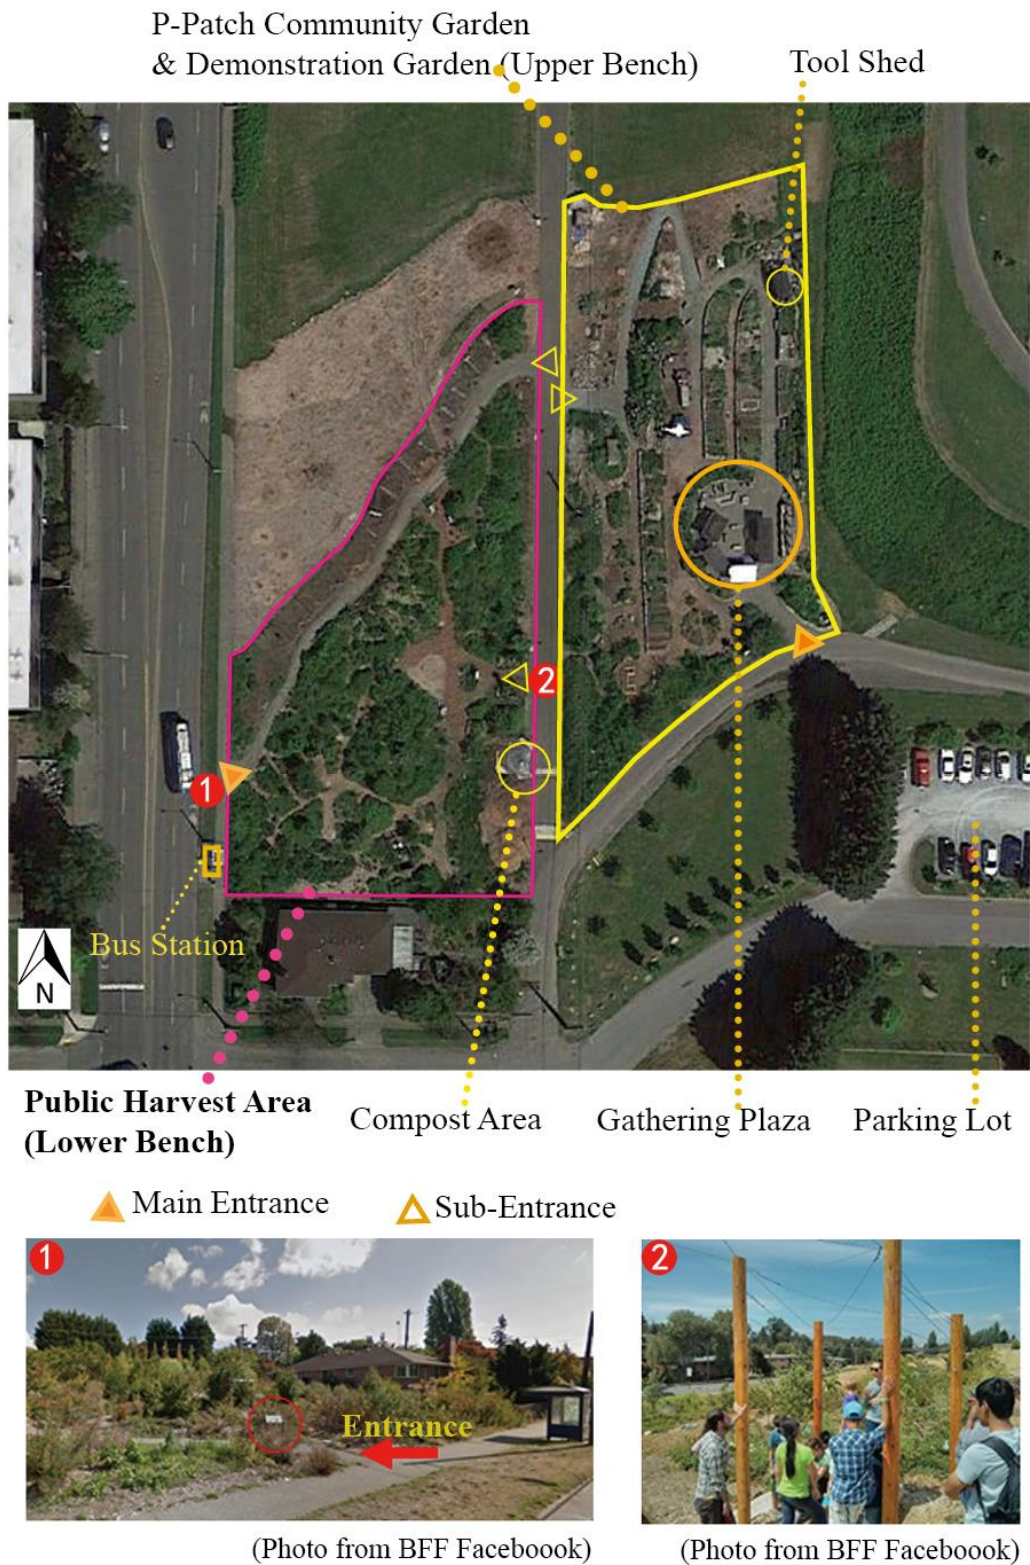 P-Patch Community Garden
& Demonstration Garden (Upper Bench)
Tool Shed
2
1
Bus Station
N
Public Harvest Area
(Lower Bench)
Compost Area
Gathering Plaza
Parking Lot
Main Entrance
Sub-Entrance
1
Entrance
2
(Photo from BFF Faceboook)
(Photo from BFF Faceboook)